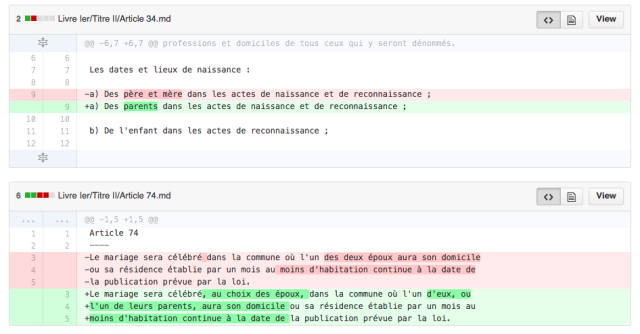 2 Livre Ier/Titre II/Article 34.md <> View
@@ -6,7 +6,7 @@ professions et domiciles de tous ceux qui y seront dénommés.
6 6
7 7 Les dates et lieux de naissance :
8 8
9 -a) Des père et mère dans les actes de naissance et de reconnaissance ;
9 +a) Des parents dans les actes de naissance et de reconnaissance ;
10 10
11 11 b) De l'enfant dans les actes de reconnaissance ;
12 12
6 Livre Ier/Titre II/Article 74.md <> View
... ... @@ -1,5 +1,5 @@
1 1 Article 74
2 2 ----
3 -Le mariage sera célébré dans la commune où l'un des deux époux aura son domicile
4 -ou sa résidence établie par un mois au moins d'habitation continue à la date de
5 -la publication prévue par la loi.
3 +Le mariage sera célébré, au choix des époux, dans la commune où l'un d'eux, ou
4 +l'un de leurs parents, aura son domicile ou sa résidence établie par un mois au
5 +moins d'habitation continue à la date de la publication prévue par la loi.